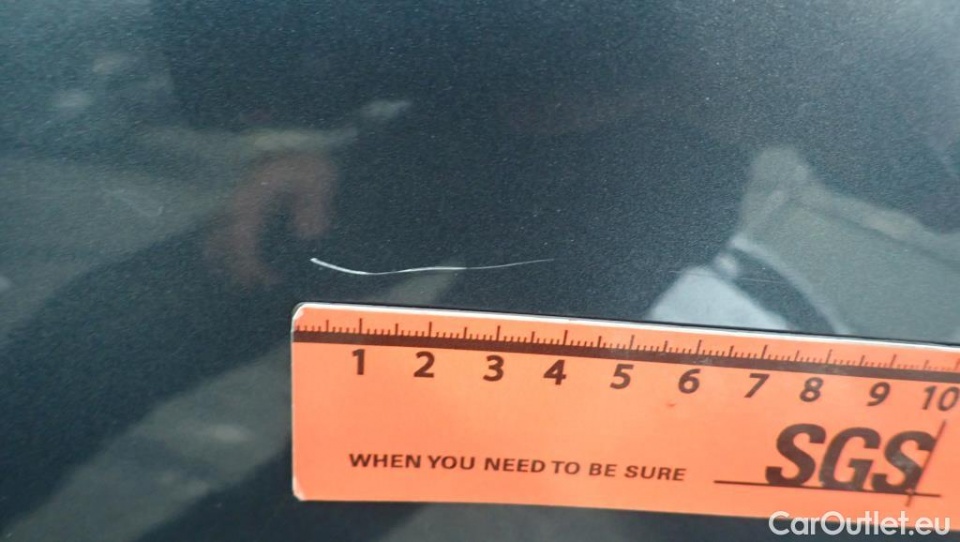 1 2 3 4 5 6 7 8 9 10
WHEN YOU NEED TO BE SURE
SGS
CarOutlet.eu